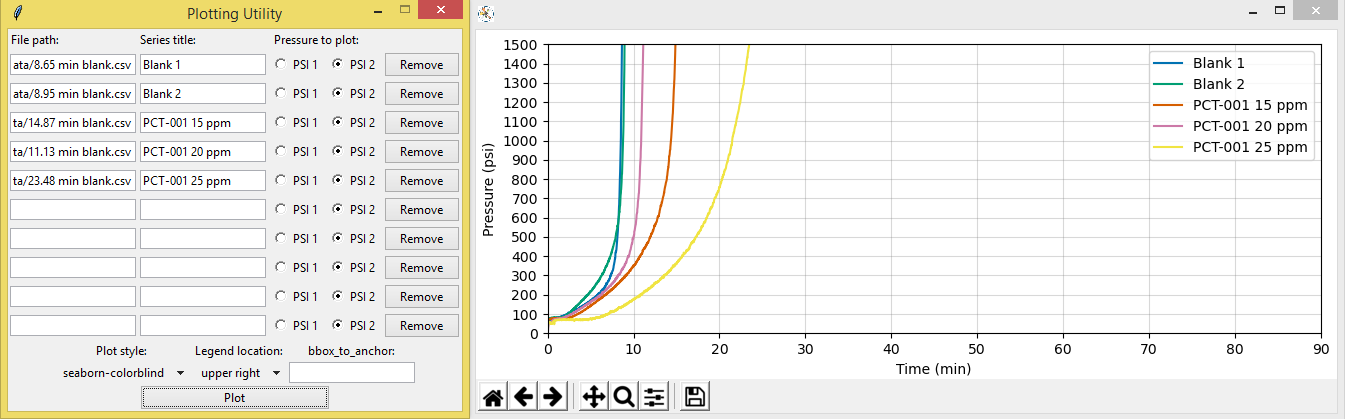 Plotting Utility
File path: Series title: Pressure to plot:
ata/8.65 min blank.csv Blank 1 PSI 1 PSI 2 Remove
ata/8.95 min blank.csv Blank 2 PSI 1 PSI 2 Remove
ta/14.87 min blank.csv PCT-001 15 ppm PSI 1 PSI 2 Remove
ta/11.13 min blank.csv PCT-001 20 ppm PSI 1 PSI 2 Remove
ta/23.48 min blank.csv PCT-001 25 ppm PSI 1 PSI 2 Remove
PSI 1 PSI 2 Remove
PSI 1 PSI 2 Remove
PSI 1 PSI 2 Remove
PSI 1 PSI 2 Remove
PSI 1 PSI 2 Remove
Plot style: Legend location: bbox_to_anchor:
seaborn-colorblind upper right
Plot
Pressure (psi)
1500
1400
1300
1200
1100
1000
900
800
700
600
500
400
300
200
100
0
Blank 1
Blank 2
PCT-001 15 ppm
PCT-001 20 ppm
PCT-001 25 ppm
0 10 20 30 40 50 60 70 80 90
Time (min)